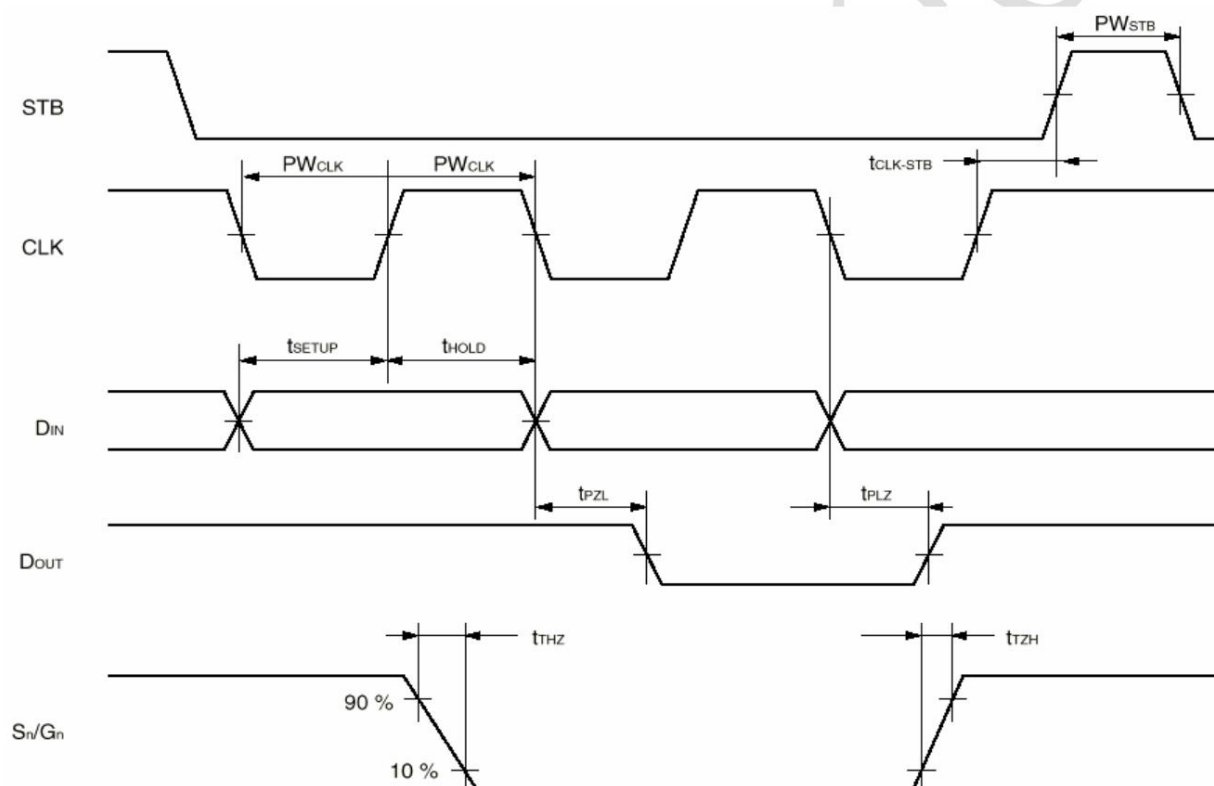 PWSTB
STB
tCLK-STB
PWCLK PWCLK
CLK
tSETUP tHOLD
DIN
tPZL tPLZ
DOUT
tTHZ tTZH
90 %
Sn/Gn
10 %